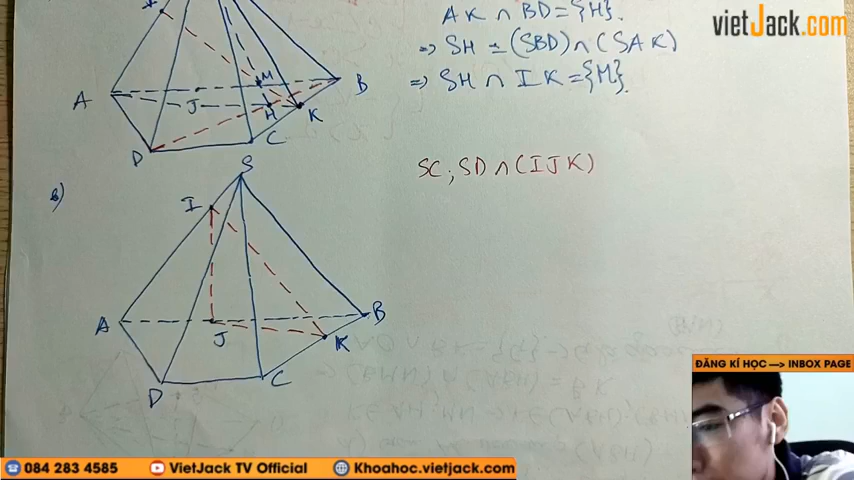 vietJack.com
AK ∩ BD = {H}.
⇒ SH = (SBD) ∩ (SAK)
⇒ SH ∩ IK = {M}.
I
M
A
J
H
K
B
C
D
b)
S
SC; SD ∩ (IJK)
I
A
J
B
K
C
D
ĐĂNG KÍ HỌC ---> INBOX PAGE
084 283 4585
VietJack TV Official
Khoahoc.vietjack.com